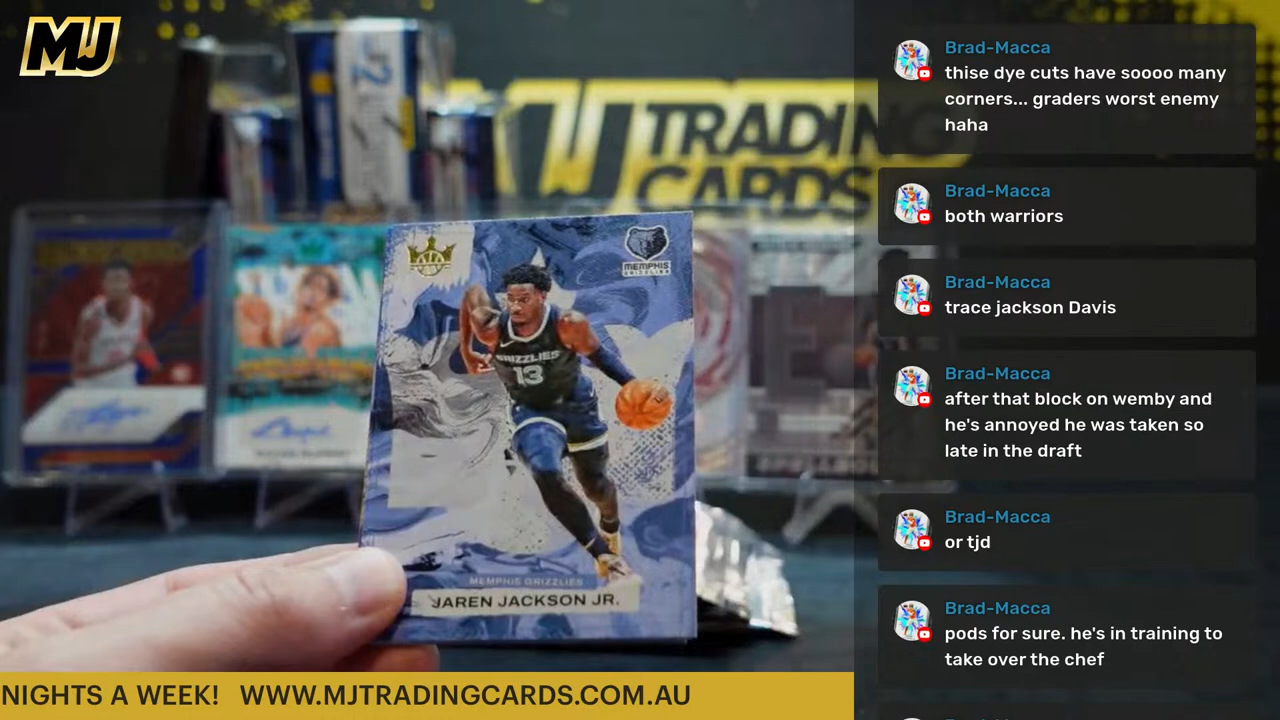 MJ
TRADING
CARDS
MEMPHIS
GRIZZLIES
13
MEMPHIS GRIZZLIES
JAREN JACKSON JR.
NIGHTS A WEEK! WWW.MJTRADINGCARDS.COM.AU
Brad-Macca
thise dye cuts have soooo many
corners... graders worst enemy
haha
Brad-Macca
both warriors
Brad-Macca
trace jackson Davis
Brad-Macca
after that block on wemby and
he's annoyed he was taken so
late in the draft
Brad-Macca
or tjd
Brad-Macca
pods for sure. he's in training to
take over the chef